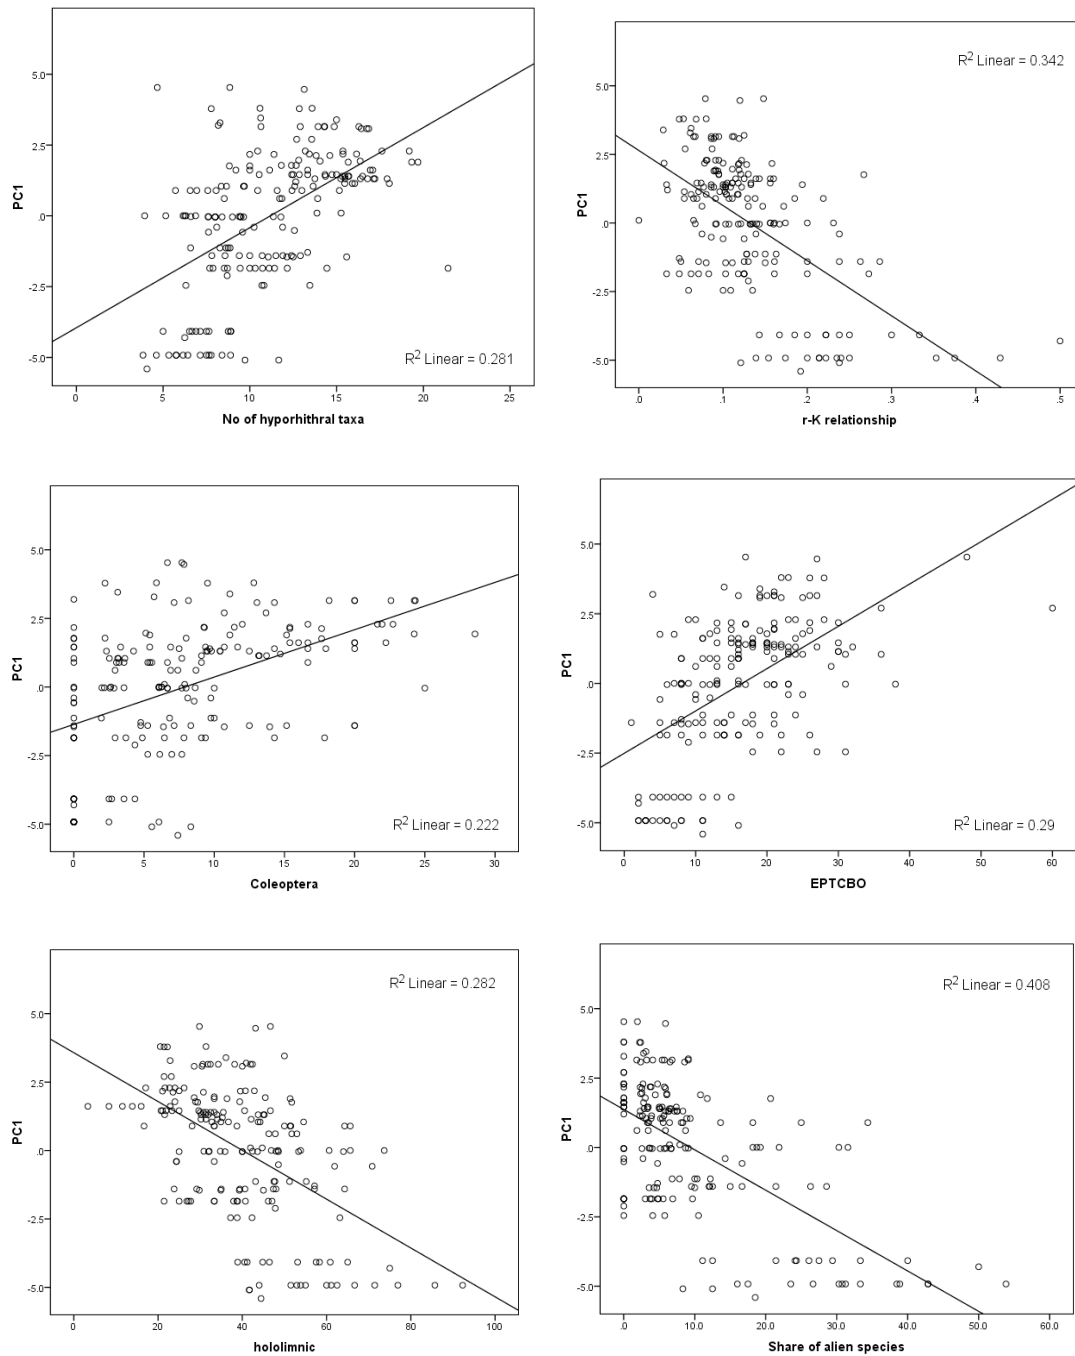 PC1
5.0
2.5
.0
-2.5
-5.0
R² Linear = 0.281
0 5 10 15 20 25
No of hyporhithral taxa
R² Linear = 0.342
PC1
5.0
2.5
.0
-2.5
-5.0
.0 .1 .2 .3 .4 .5
r-K relationship
PC1
5.0
2.5
.0
-2.5
-5.0
R² Linear = 0.222
0 5 10 15 20 25 30
Coleoptera
PC1
5.0
2.5
.0
-2.5
-5.0
R² Linear = 0.29
0 10 20 30 40 50 60
EPTCBO
R² Linear = 0.282
PC1
5.0
2.5
.0
-2.5
-5.0
0 20 40 60 80 100
hololimnic
R² Linear = 0.408
PC1
5.0
2.5
.0
-2.5
-5.0
.0 10.0 20.0 30.0 40.0 50.0 60.0
Share of alien species